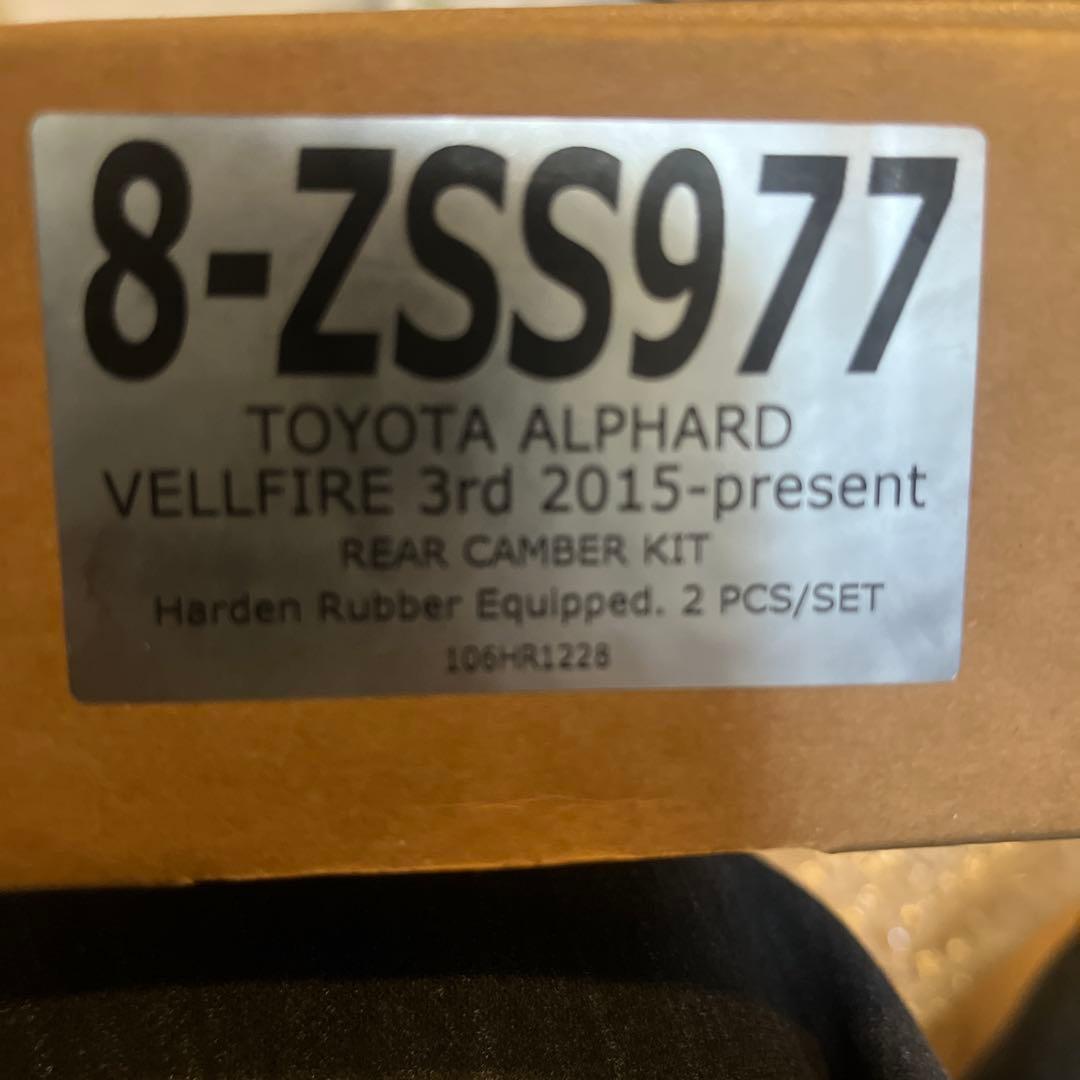 8-ZSS977
TOYOTA ALPHARD
VELLFIRE 3rd 2015-present
REAR CAMBER KIT
Harden Rubber Equipped. 2 PCS/SET
106HR1228